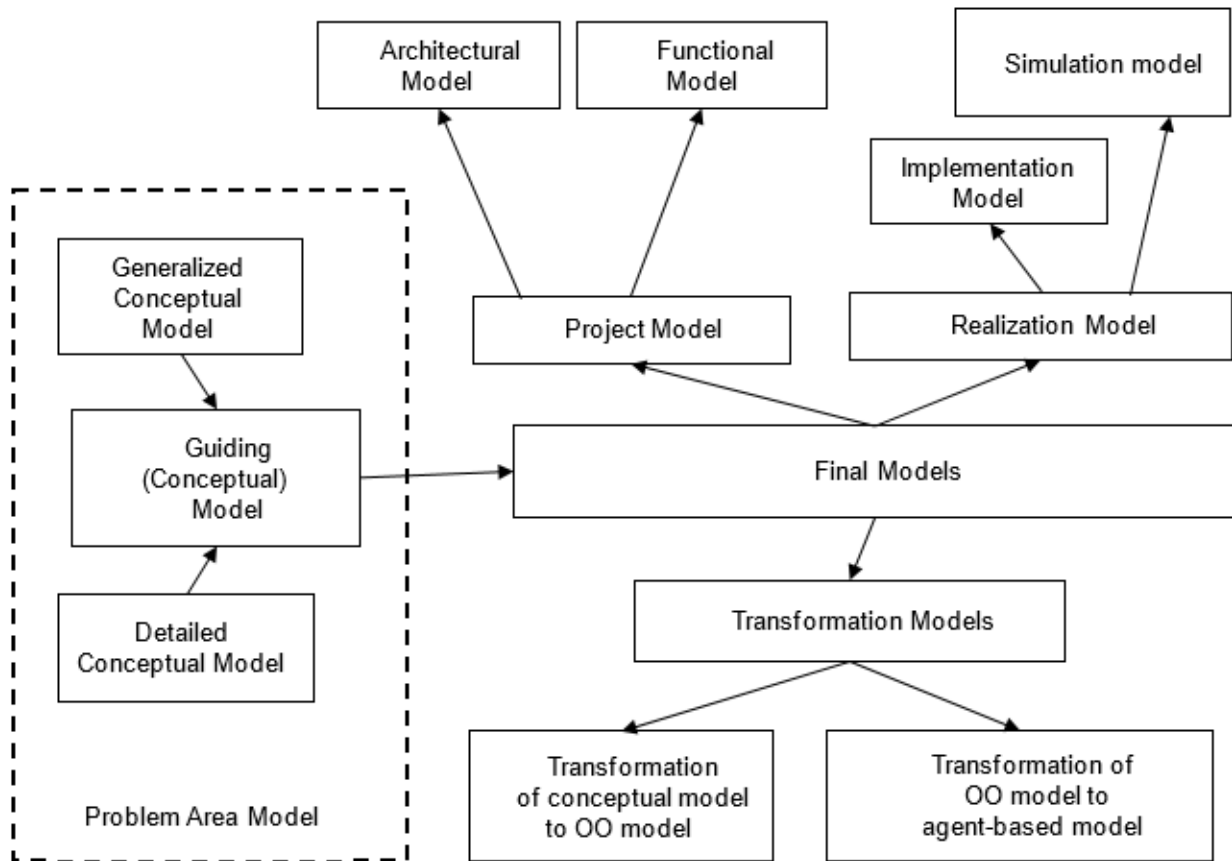 Architectural
Model
Functional
Model
Simulation model
Implementation
Model
Generalized
Conceptual
Model
Project Model
Realization Model
Guiding
(Conceptual)
Model
Final Models
Detailed
Conceptual Model
Transformation Models
Transformation
of conceptual model
to OO model
Transformation of
OO model to
agent-based model
Problem Area Model